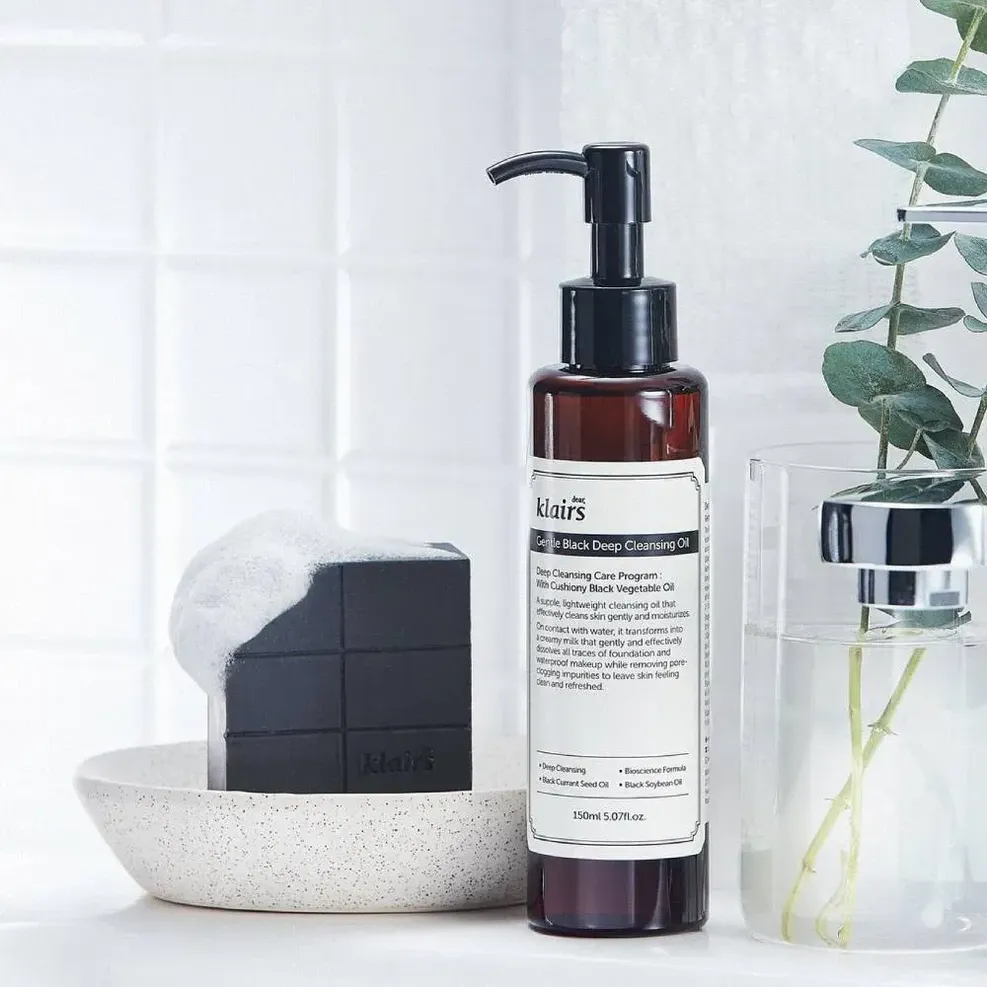 dear,
klairs
Gentle Black Deep Cleansing Oil
Deep Cleansing Care Program :
With Cushiony Black Vegetable Oil
A supple, lightweight cleansing oil that
effectively cleans skin gently and moisturizes.
On contact with water, it transforms into
a creamy milk that gently and effectively
dissolves all traces of foundation and
waterproof makeup while removing pore-
clogging impurities to leave skin feeling
clean and refreshed.
• Deep Cleansing • Bioscience Formula
• Black Currant Seed Oil • Black Soybean Oil
150ml 5.07fl.oz.
klairs